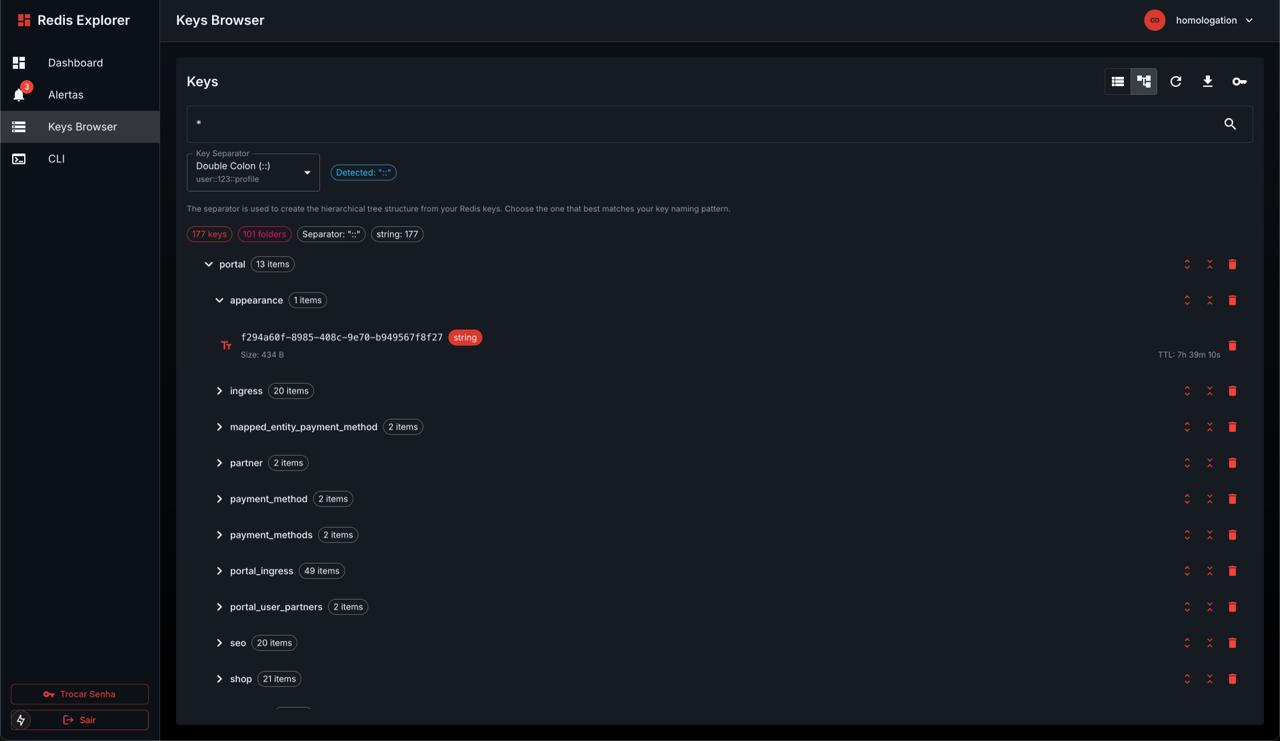 Redis Explorer
Keys Browser
homologation
Dashboard
3
Alertas
Keys Browser
CLI
Keys
*
Key Separator
Double Colon (::)
user::123::profile
Detected: "::"
The separator is used to create the hierarchical tree structure from your Redis keys. Choose the one that best matches your key naming pattern.
177 keys
101 folders
Separator: "::"
string: 177
portal 13 items
appearance 1 items
f294a60f-8985-408c-9e70-b949567f8f27 string
Size: 434 B
TTL: 7h 39m 10s
ingress 20 items
mapped_entity_payment_method 2 items
partner 2 items
payment_method 2 items
payment_methods 2 items
portal_ingress 49 items
portal_user_partners 2 items
seo 20 items
shop 21 items
Trocar Senha
Sair